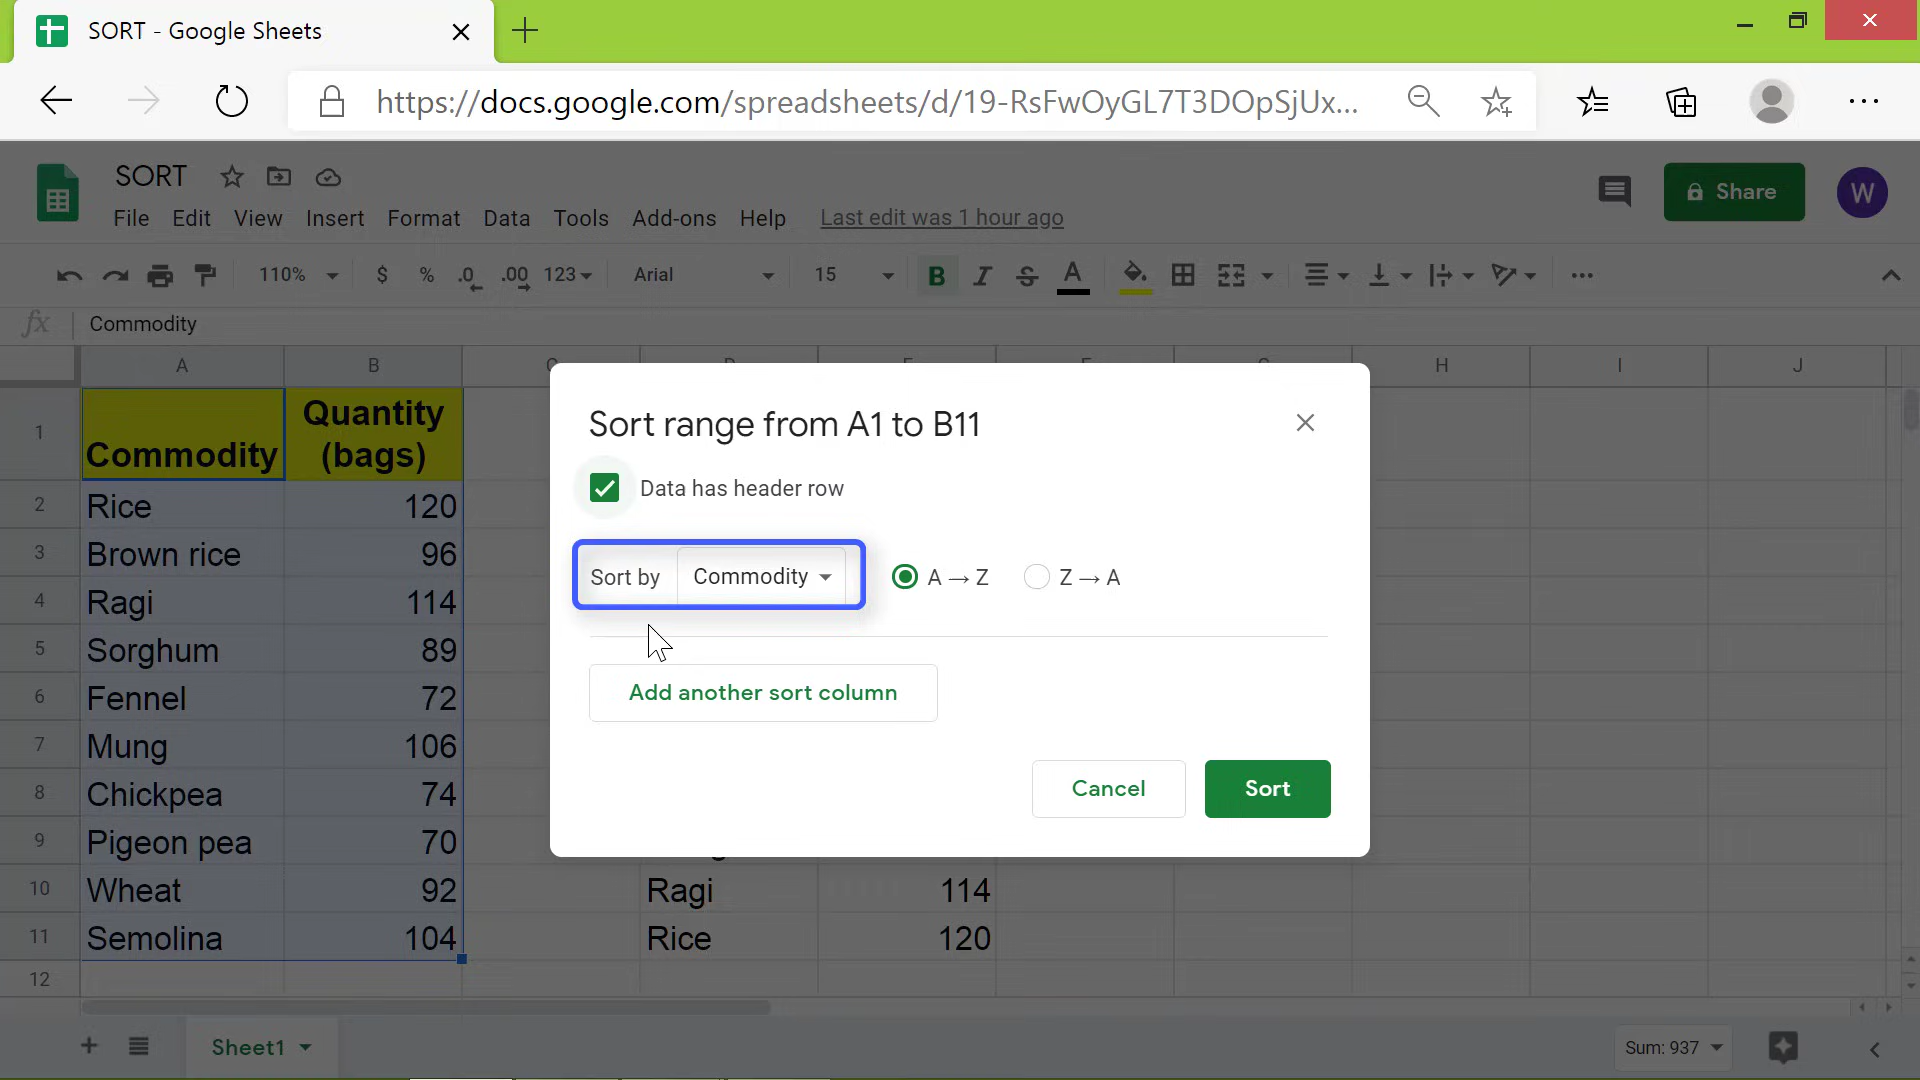 SORT - Google Sheets
https://docs.google.com/spreadsheets/d/19-RsFwOyGL7T3DOpSjUx...
SORT
File Edit View Insert Format Data Tools Add-ons Help Last edit was 1 hour ago
Share
W
110% $ % .0 .00 123 Arial 15 B I S A
fx Commodity
A B H I J
1 Commodity Quantity
(bags)
2 Rice 120
3 Brown rice 96
4 Ragi 114
5 Sorghum 89
6 Fennel 72
7 Mung 106
8 Chickpea 74
9 Pigeon pea 70
10 Wheat 92 Ragi 114
11 Semolina 104 Rice 120
12
Sort range from A1 to B11
Data has header row
Sort by Commodity A → Z Z → A
Add another sort column
Cancel Sort
Sheet1
Sum: 937